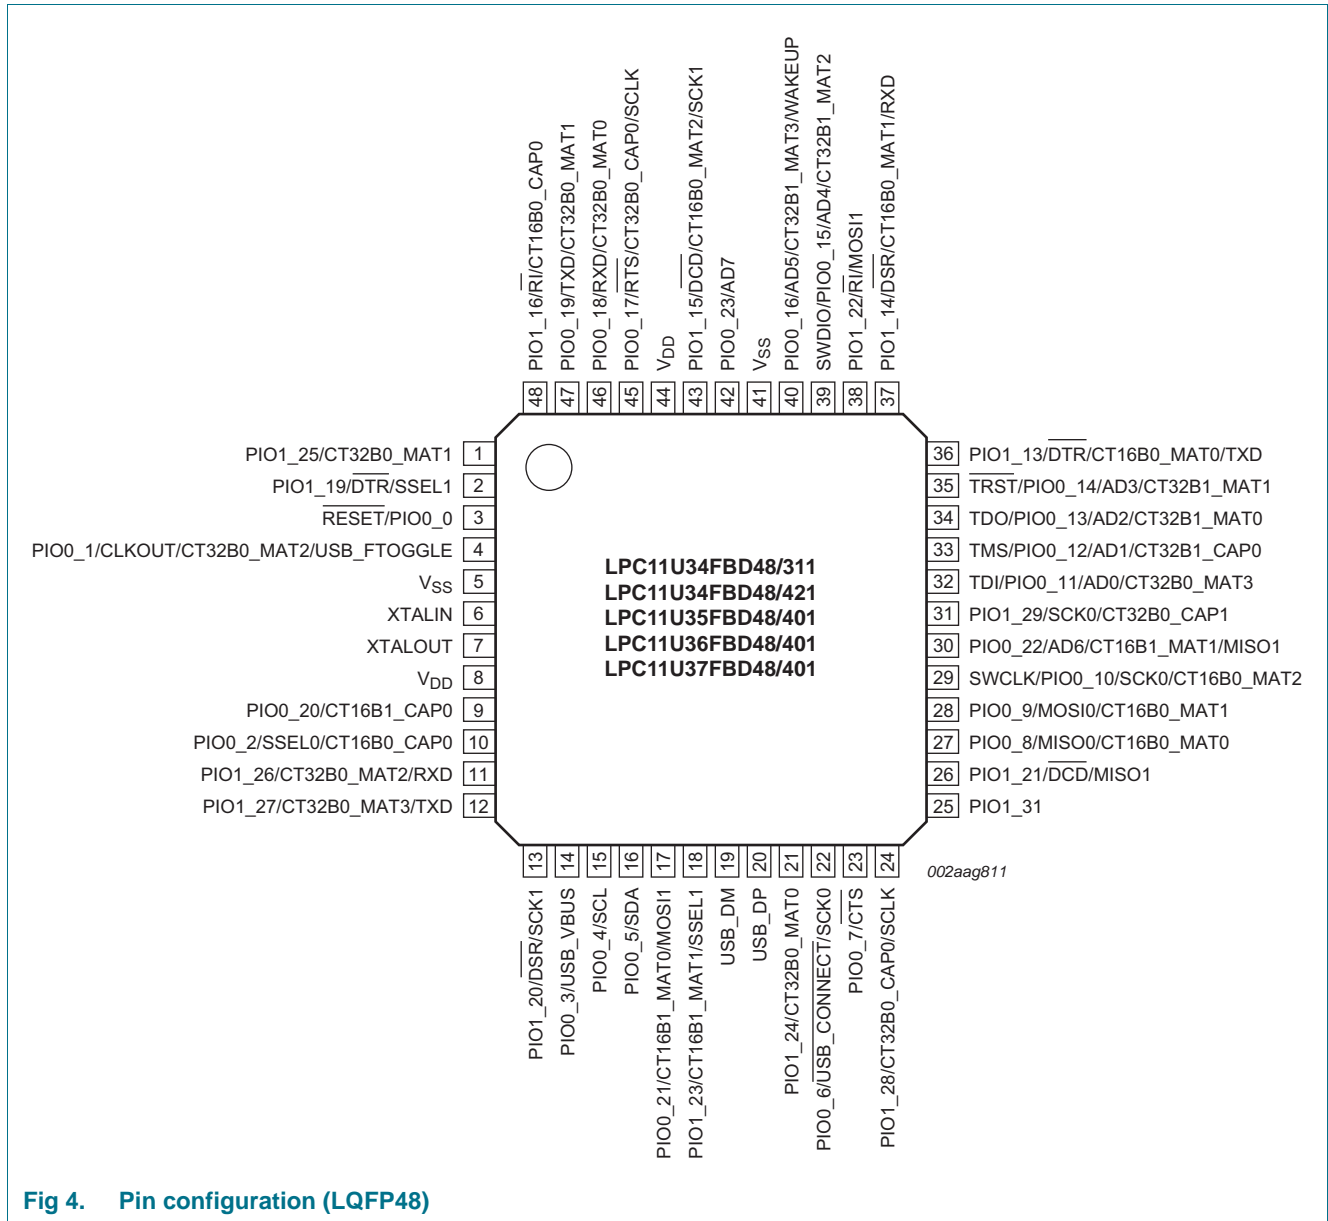 PIO1_16/RI/CT16B0_CAP0
PIO0_19/TXD/CT32B0_MAT1
PIO0_18/RXD/CT32B0_MAT0
PIO0_17/RTS/CT32B0_CAP0/SCLK
VDD
PIO1_15/DCD/CT16B0_MAT2/SCK1
PIO0_23/AD7
VSS
PIO0_16/AD5/CT32B1_MAT3/WAKEUP
SWDIO/PIO0_15/AD4/CT32B1_MAT2
PIO1_22/RI/MOSI1
PIO1_14/DSR/CT16B0_MAT1/RXD
48 47 46 45 44 43 42 41 40 39 38 37
PIO1_25/CT32B0_MAT1 1
PIO1_19/DTR/SSEL1 2
RESET/PIO0_0 3
PIO0_1/CLKOUT/CT32B0_MAT2/USB_FTOGGLE 4
VSS 5
XTALIN 6
XTALOUT 7
VDD 8
PIO0_20/CT16B1_CAP0 9
PIO0_2/SSEL0/CT16B0_CAP0 10
PIO1_26/CT32B0_MAT2/RXD 11
PIO1_27/CT32B0_MAT3/TXD 12
LPC11U34FBD48/311
LPC11U34FBD48/421
LPC11U35FBD48/401
LPC11U36FBD48/401
LPC11U37FBD48/401
36 PIO1_13/DTR/CT16B0_MAT0/TXD
35 TRST/PIO0_14/AD3/CT32B1_MAT1
34 TDO/PIO0_13/AD2/CT32B1_MAT0
33 TMS/PIO0_12/AD1/CT32B1_CAP0
32 TDI/PIO0_11/AD0/CT32B0_MAT3
31 PIO1_29/SCK0/CT32B0_CAP1
30 PIO0_22/AD6/CT16B1_MAT1/MISO1
29 SWCLK/PIO0_10/SCK0/CT16B0_MAT2
28 PIO0_9/MOSI0/CT16B0_MAT1
27 PIO0_8/MISO0/CT16B0_MAT0
26 PIO1_21/DCD/MISO1
25 PIO1_31
13 14 15 16 17 18 19 20 21 22 23 24
PIO1_20/DSR/SCK1
PIO0_3/USB_VBUS
PIO0_4/SCL
PIO0_5/SDA
PIO0_21/CT16B1_MAT0/MOSI1
PIO1_23/CT16B1_MAT1/SSEL1
USB_DM
USB_DP
PIO1_24/CT32B0_MAT0
PIO0_6/USB_CONNECT/SCK0
PIO0_7/CTS
PIO1_28/CT32B0_CAP0/SCLK
002aag811
Fig 4. Pin configuration (LQFP48)